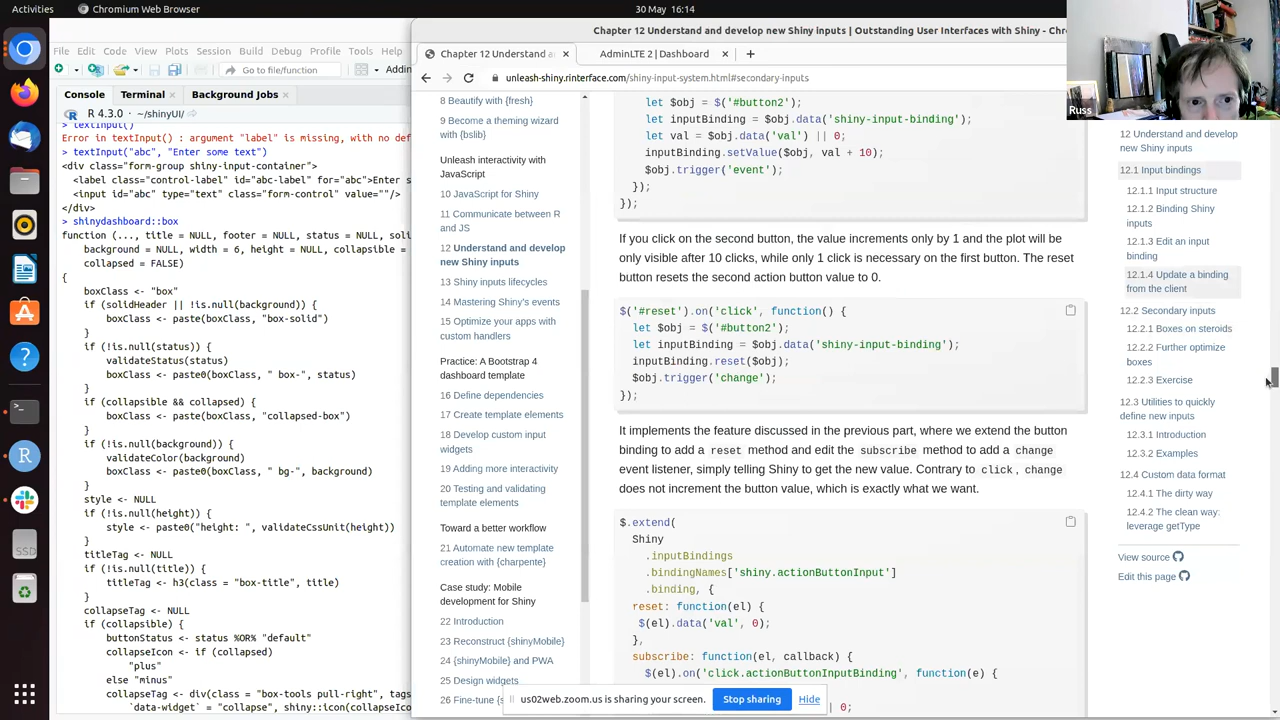 Activities
Chromium Web Browser
30 May 16:14
File Edit Code View Plots Session Build Debug Profile Tools Help
Go to file/function
Addin
Console Terminal Background Jobs
R 4.3.0 · ~/shinyUI/
textInput()
Error in textInput() : argument "label" is missing, with no def
> textInput("abc", "Enter some text")
<div class="form-group shiny-input-container">
<label class="control-label" id="abc-label" for="abc">Enter s
<input id="abc" type="text" class="form-control" value=""/>
</div>
> shinydashboard::box
function (..., title = NULL, footer = NULL, status = NULL, soli
background = NULL, width = 6, height = NULL, collapsible =
collapsed = FALSE)
{
boxClass <- "box"
if (solidHeader || !is.null(background)) {
boxClass <- paste(boxClass, "box-solid")
}
if (!is.null(status)) {
validateStatus(status)
boxClass <- paste0(boxClass, " box-", status)
}
if (collapsible && collapsed) {
boxClass <- paste(boxClass, "collapsed-box")
}
if (!is.null(background)) {
validateColor(background)
boxClass <- paste0(boxClass, " bg-", background)
}
style <- NULL
if (!is.null(height)) {
style <- paste0("height: ", validateCssUnit(height))
}
titleTag <- NULL
if (!is.null(title)) {
titleTag <- h3(class = "box-title", title)
}
collapseTag <- NULL
if (collapsible) {
buttonStatus <- status %OR% "default"
collapseIcon <- if (collapsed)
"plus"
else "minus"
collapseTag <- div(class = "box-tools pull-right", tags
`data-widget` = "collapse", shiny::icon(collapseIco
Chapter 12 Understand and develop new Shiny inputs | Outstanding User Interfaces with Shiny - Chro
Chapter 12 Understand a
AdminLTE 2 | Dashboard
unleash-shiny.rinterface.com/shiny-input-system.html#secondary-inputs
8 Beautify with {fresh}
9 Become a theming wizard
with {bslib}
Unleash interactivity with
JavaScript
10 JavaScript for Shiny
11 Communicate between R
and JS
12 Understand and develop
new Shiny inputs
13 Shiny inputs lifecycles
14 Mastering Shiny's events
15 Optimize your apps with
custom handlers
Practice: A Bootstrap 4
dashboard template
16 Define dependencies
17 Create template elements
18 Develop custom input
widgets
19 Adding more interactivity
20 Testing and validating
template elements
Toward a better workflow
21 Automate new template
creation with {charpente}
Case study: Mobile
development for Shiny
22 Introduction
23 Reconstruct {shinyMobile}
24 {shinyMobile} and PWA
25 Design widgets
26 Fine-tune {s
let $obj = $('#button2');
let inputBinding = $obj.data('shiny-input-binding');
let val = $obj.data('val') || 0;
inputBinding.setValue($obj, val + 10);
$obj.trigger('event');
});
});
If you click on the second button, the value increments only by 1 and the plot will be
only visible after 10 clicks, while only 1 click is necessary on the first button. The reset
button resets the second action button value to 0.
$('#reset').on('click', function() {
let $obj = $('#button2');
let inputBinding = $obj.data('shiny-input-binding');
inputBinding.reset($obj);
$obj.trigger('change');
});
It implements the feature discussed in the previous part, where we extend the button
binding to add a reset method and edit the subscribe method to add a change
event listener, simply telling Shiny to get the new value. Contrary to click, change
does not increment the button value, which is exactly what we want.
$.extend(
Shiny
.inputBindings
.bindingNames['shiny.actionButtonInput']
.binding, {
reset: function(el) {
$(el).data('val', 0);
},
subscribe: function(el, callback) {
$(el).on('click.actionButtonInputBinding', function(e) {
|| 0;
us02web.zoom.us is sharing your screen.
Stop sharing
Hide
Russ
12 Understand and develop
new Shiny inputs
12.1 Input bindings
12.1.1 Input structure
12.1.2 Binding Shiny
inputs
12.1.3 Edit an input
binding
12.1.4 Update a binding
from the client
12.2 Secondary inputs
12.2.1 Boxes on steroids
12.2.2 Further optimize
boxes
12.2.3 Exercise
12.3 Utilities to quickly
define new inputs
12.3.1 Introduction
12.3.2 Examples
12.4 Custom data format
12.4.1 The dirty way
12.4.2 The clean way:
leverage getType
View source
Edit this page
SSD